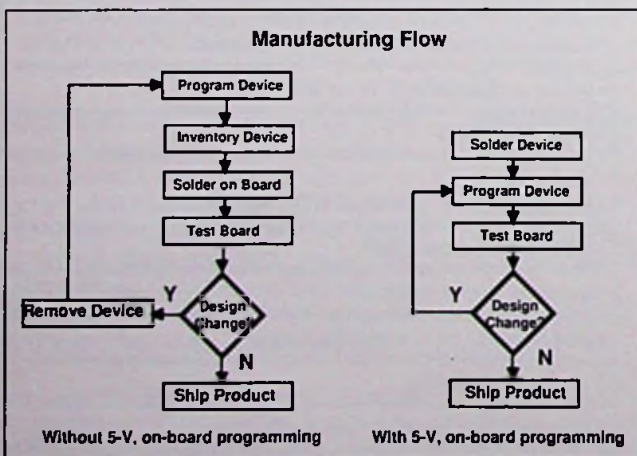 Manufacturing Flow
Program Device
Inventory Device
Solder on Board
Test Board
Design
Change?
Y
Remove Device
N
Ship Product
Without 5-V, on-board programming
Solder Device
Program Device
Test Board
Design
Change?
Y
N
Ship Product
With 5-V, on-board programming